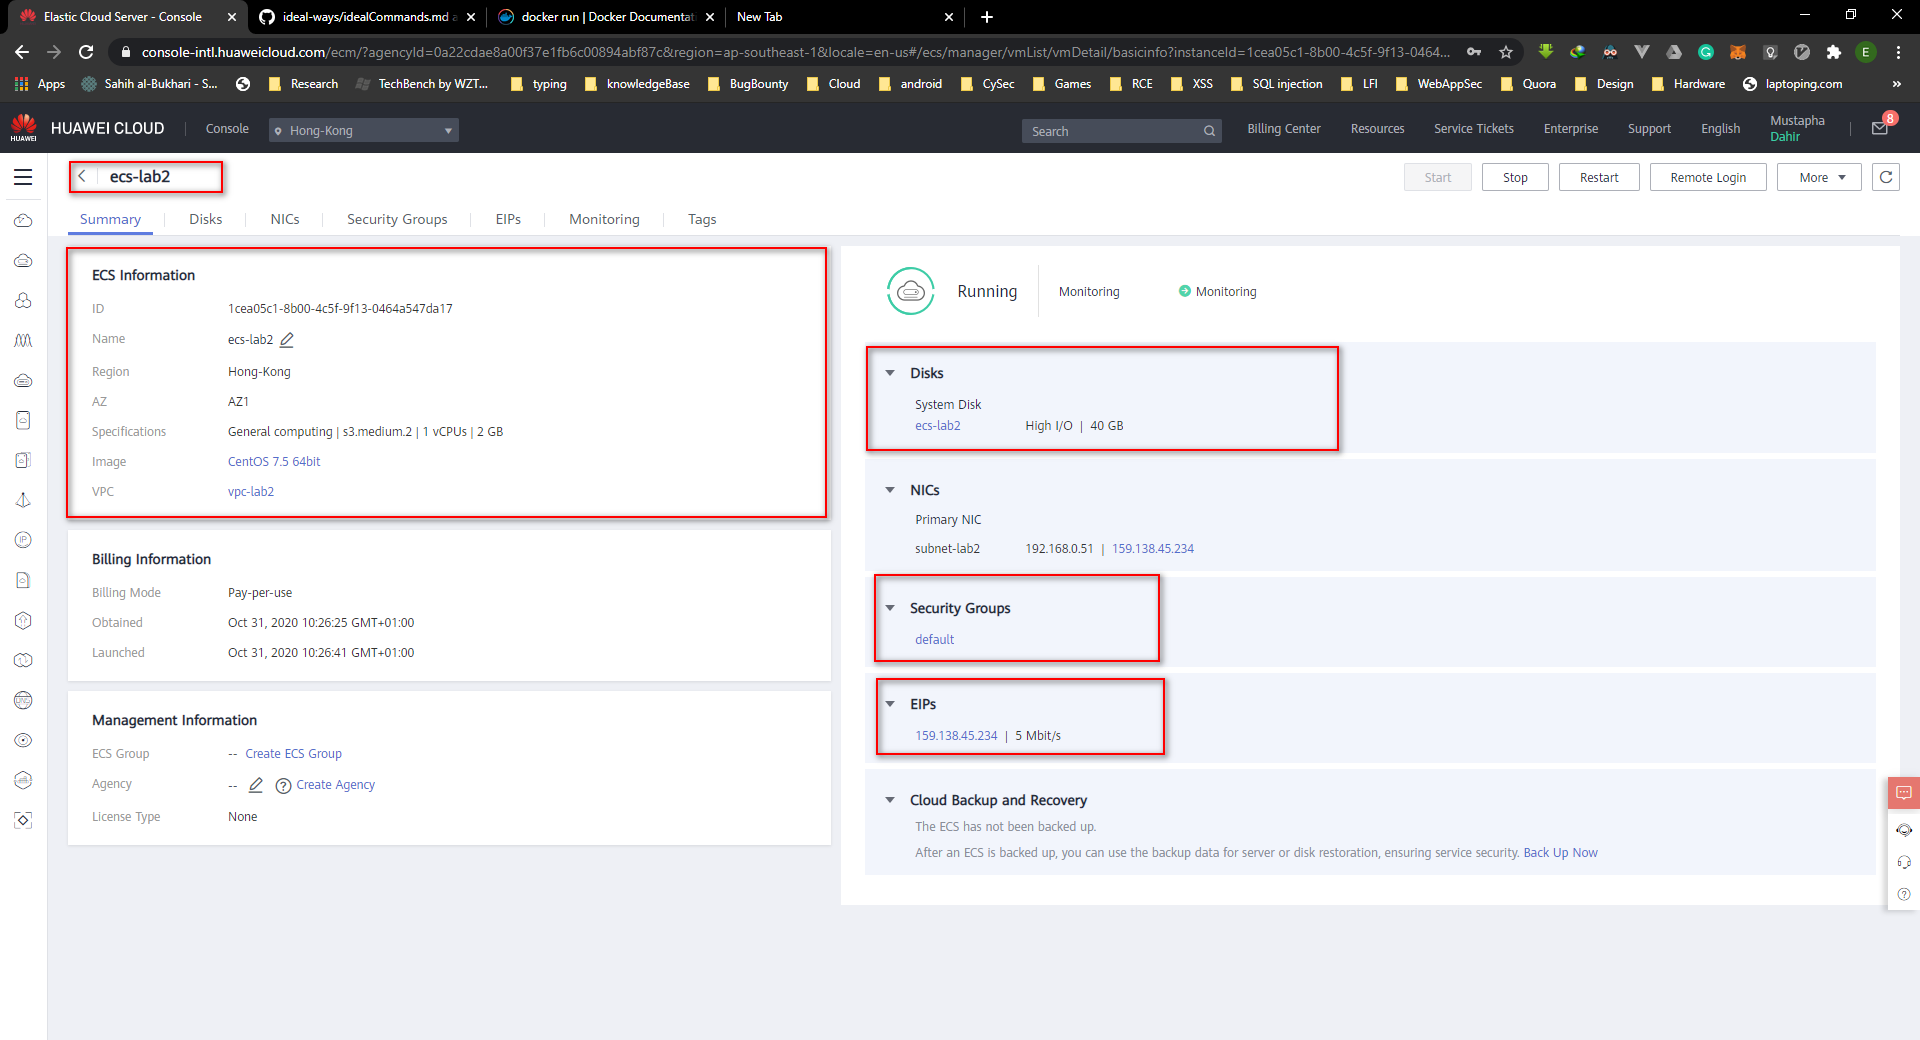 Elastic Cloud Server - Console
ideal-ways/idealCommands.md a
docker run | Docker Documentat
New Tab
console-intl.huaweicloud.com/ecm/?agencyId=0a22cdae8a00f37e1fb6c00894abf87c&region=ap-southeast-1&locale=en-us#/ecs/manager/vmList/vmDetail/basicinfo?instanceId=1cea05c1-8b00-4c5f-9f13-0464...
E
Apps
Sahih al-Bukhari - S...
Research
TechBench by WZT...
typing
knowledgeBase
BugBounty
Cloud
android
CySec
Games
RCE
XSS
SQL injection
LFI
WebAppSec
Quora
Design
Hardware
laptoping.com
»
HUAWEI
HUAWEI CLOUD
Console
Hong-Kong
Search
Billing Center
Resources
Service Tickets
Enterprise
Support
English
Mustapha
Dahir
8
ecs-lab2
Start
Stop
Restart
Remote Login
More
Summary
Disks
NICs
Security Groups
EIPs
Monitoring
Tags
ECS Information
ID 1cea05c1-8b00-4c5f-9f13-0464a547da17
Name ecs-lab2
Region Hong-Kong
AZ AZ1
Specifications General computing | s3.medium.2 | 1 vCPUs | 2 GB
Image CentOS 7.5 64bit
VPC vpc-lab2
Billing Information
Billing Mode Pay-per-use
Obtained Oct 31, 2020 10:26:25 GMT+01:00
Launched Oct 31, 2020 10:26:41 GMT+01:00
Management Information
ECS Group -- Create ECS Group
Agency -- Create Agency
License Type None
Running
Monitoring
Monitoring
Disks
System Disk
ecs-lab2 High I/O | 40 GB
NICs
Primary NIC
subnet-lab2 192.168.0.51 | 159.138.45.234
Security Groups
default
EIPs
159.138.45.234 | 5 Mbit/s
Cloud Backup and Recovery
The ECS has not been backed up.
After an ECS is backed up, you can use the backup data for server or disk restoration, ensuring service security. Back Up Now